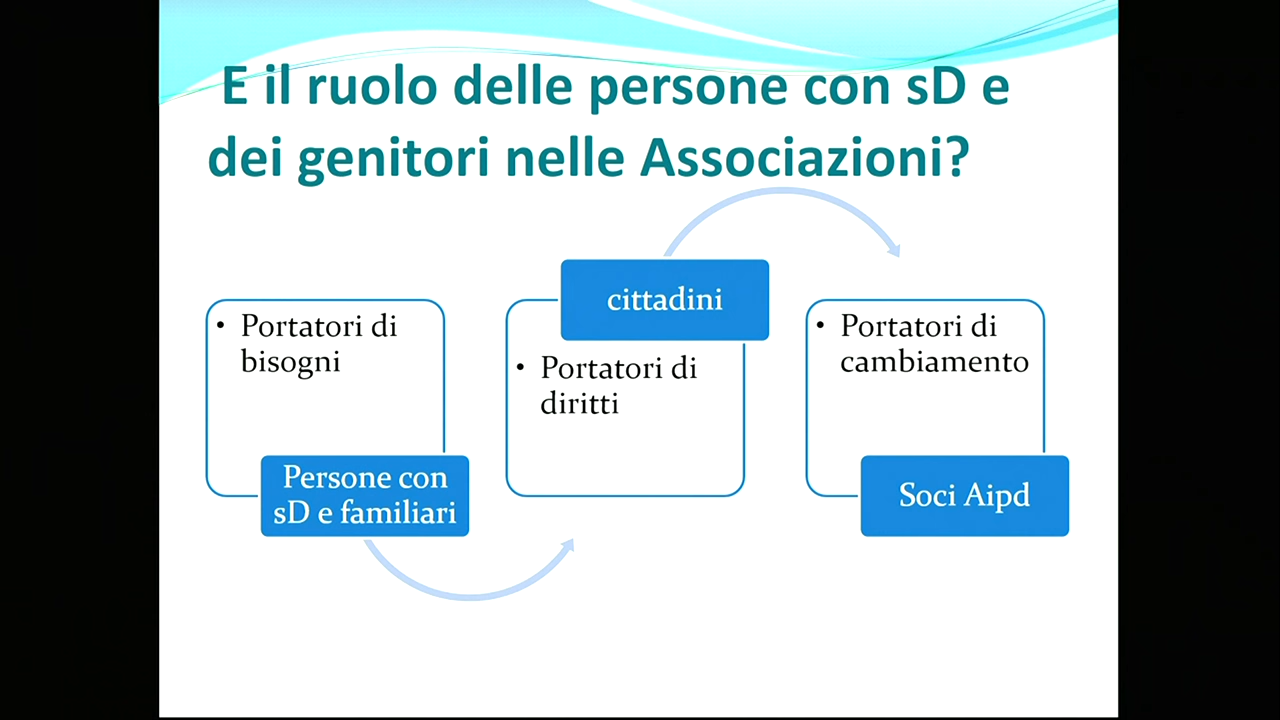 E il ruolo delle persone con sD e
dei genitori nelle Associazioni?
• Portatori di
bisogni
Persone con
sD e familiari
cittadini
• Portatori di
diritti
• Portatori di
cambiamento
Soci Aipd